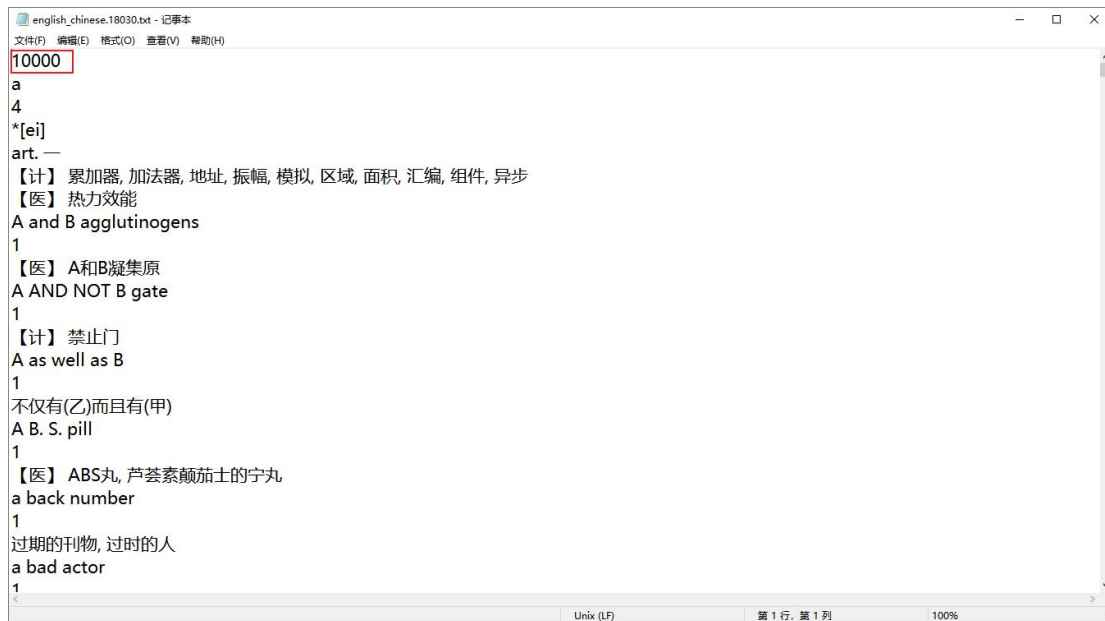 english_chinese.18030.txt - 记事本
文件(F) 编辑(E) 格式(O) 查看(V) 帮助(H)
10000
a
4
*[ei]
art. 一
【计】 累加器, 加法器, 地址, 振幅, 模拟, 区域, 面积, 汇编, 组件, 异步
【医】 热力效能
A and B agglutinogens
1
【医】 A和B凝集原
A AND NOT B gate
1
【计】 禁止门
A as well as B
1
不仅有(乙)而且有(甲)
A B. S. pill
1
【医】 ABS丸, 芦荟素颠茄士的宁丸
a back number
1
过期的刊物, 过时的人
a bad actor
1
Unix (LF) 第 1 行, 第 1 列 100%